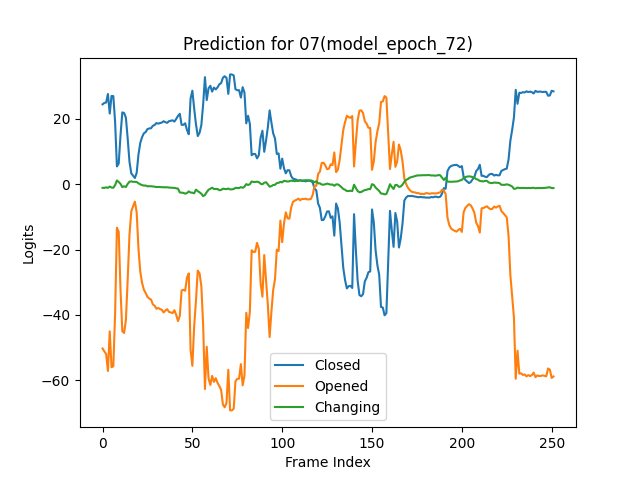 Prediction for 07(model_epoch_72)
Logits
20
0
−20
−40
−60
Closed
Opened
Changing
0 50 100 150 200 250
Frame Index